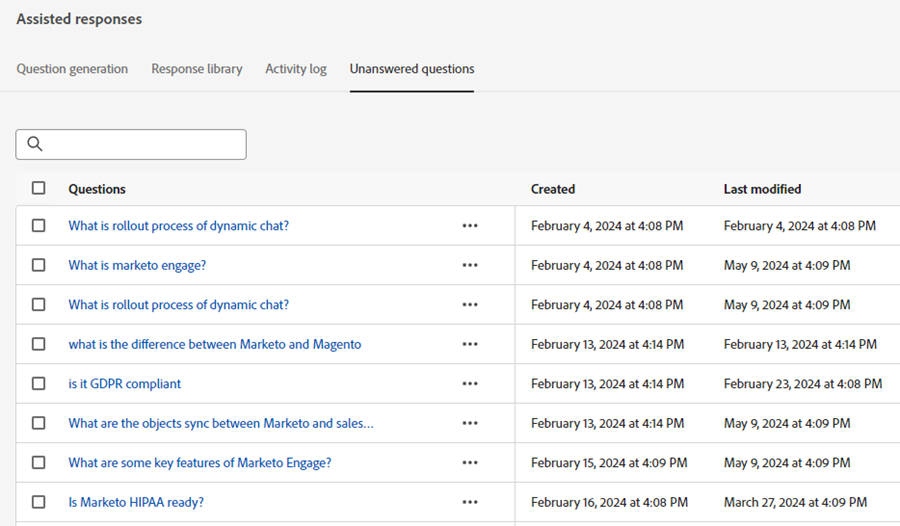 Assisted responses
Question generation Response library Activity log Unanswered questions
Questions Created Last modified
What is rollout process of dynamic chat? ••• February 4, 2024 at 4:08 PM February 4, 2024 at 4:08 PM
What is marketo engage? ••• February 4, 2024 at 4:08 PM May 9, 2024 at 4:09 PM
What is rollout process of dynamic chat? ••• February 4, 2024 at 4:08 PM May 9, 2024 at 4:09 PM
what is the difference between Marketo and Magento ••• February 13, 2024 at 4:14 PM February 13, 2024 at 4:14 PM
is it GDPR compliant ••• February 13, 2024 at 4:14 PM February 23, 2024 at 4:08 PM
What are the objects sync between Marketo and sales... ••• February 13, 2024 at 4:14 PM May 9, 2024 at 4:09 PM
What are some key features of Marketo Engage? ••• February 15, 2024 at 4:09 PM May 9, 2024 at 4:09 PM
Is Marketo HIPAA ready? ••• February 16, 2024 at 4:08 PM March 27, 2024 at 4:09 PM